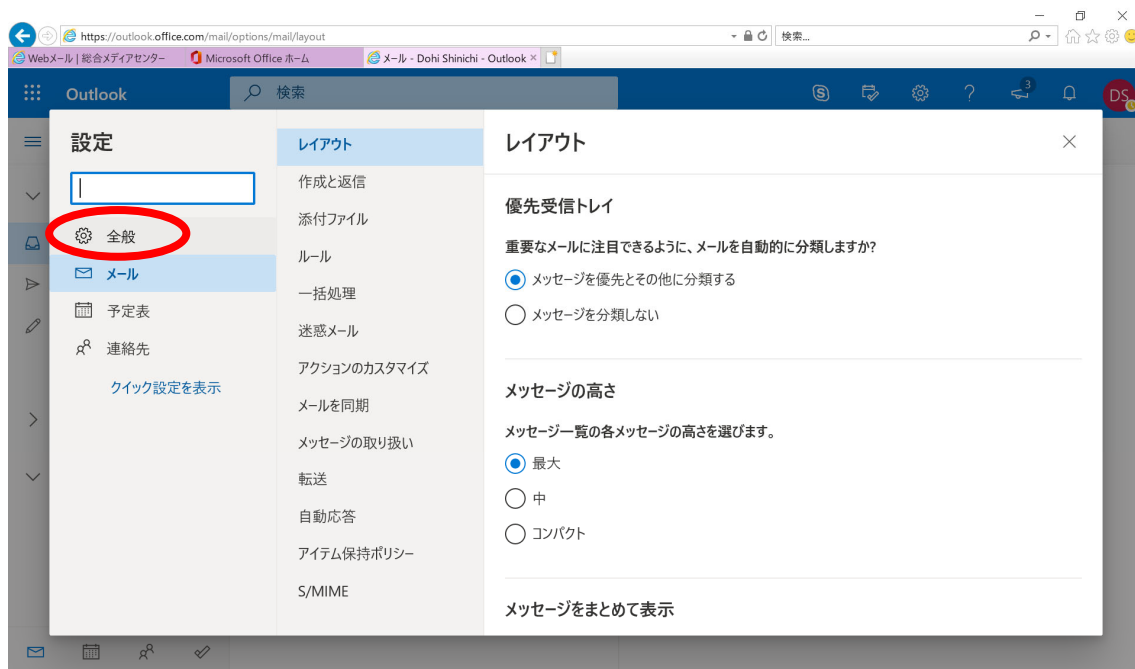 https://outlook.office.com/mail/options/mail/layout
検索...
Webメール | 総合メディアセンター
Microsoft Office ホーム
メール - Dohi Shinichi - Outlook
Outlook
検索
3
DS
設定
全般
メール
予定表
連絡先
クイック設定を表示
レイアウト
作成と返信
添付ファイル
ルール
一括処理
迷惑メール
アクションのカスタマイズ
メールを同期
メッセージの取り扱い
転送
自動応答
アイテム保持ポリシー
S/MIME
レイアウト
優先受信トレイ
重要なメールに注目できるように、メールを自動的に分類しますか?
メッセージを優先とその他に分類する
メッセージを分類しない
メッセージの高さ
メッセージ一覧の各メッセージの高さを選びます。
最大
中
コンパクト
メッセージをまとめて表示